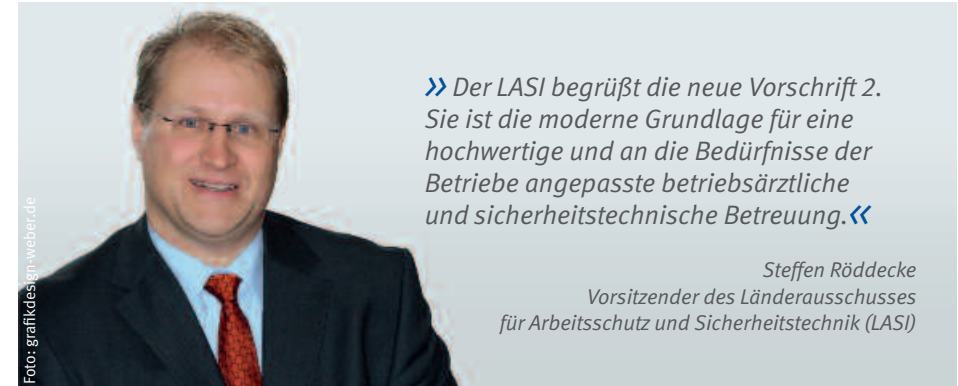 » Der LASI begrüßt die neue Vorschrift 2.
Sie ist die moderne Grundlage für eine
hochwertige und an die Bedürfnisse der
Betriebe angepasste betriebsärztliche
und sicherheitstechnische Betreuung.«
Steffen Röddecke
Vorsitzender des Länderausschusses
für Arbeitsschutz und Sicherheitstechnik (LASI)
Foto: grafikdesign-weber.de